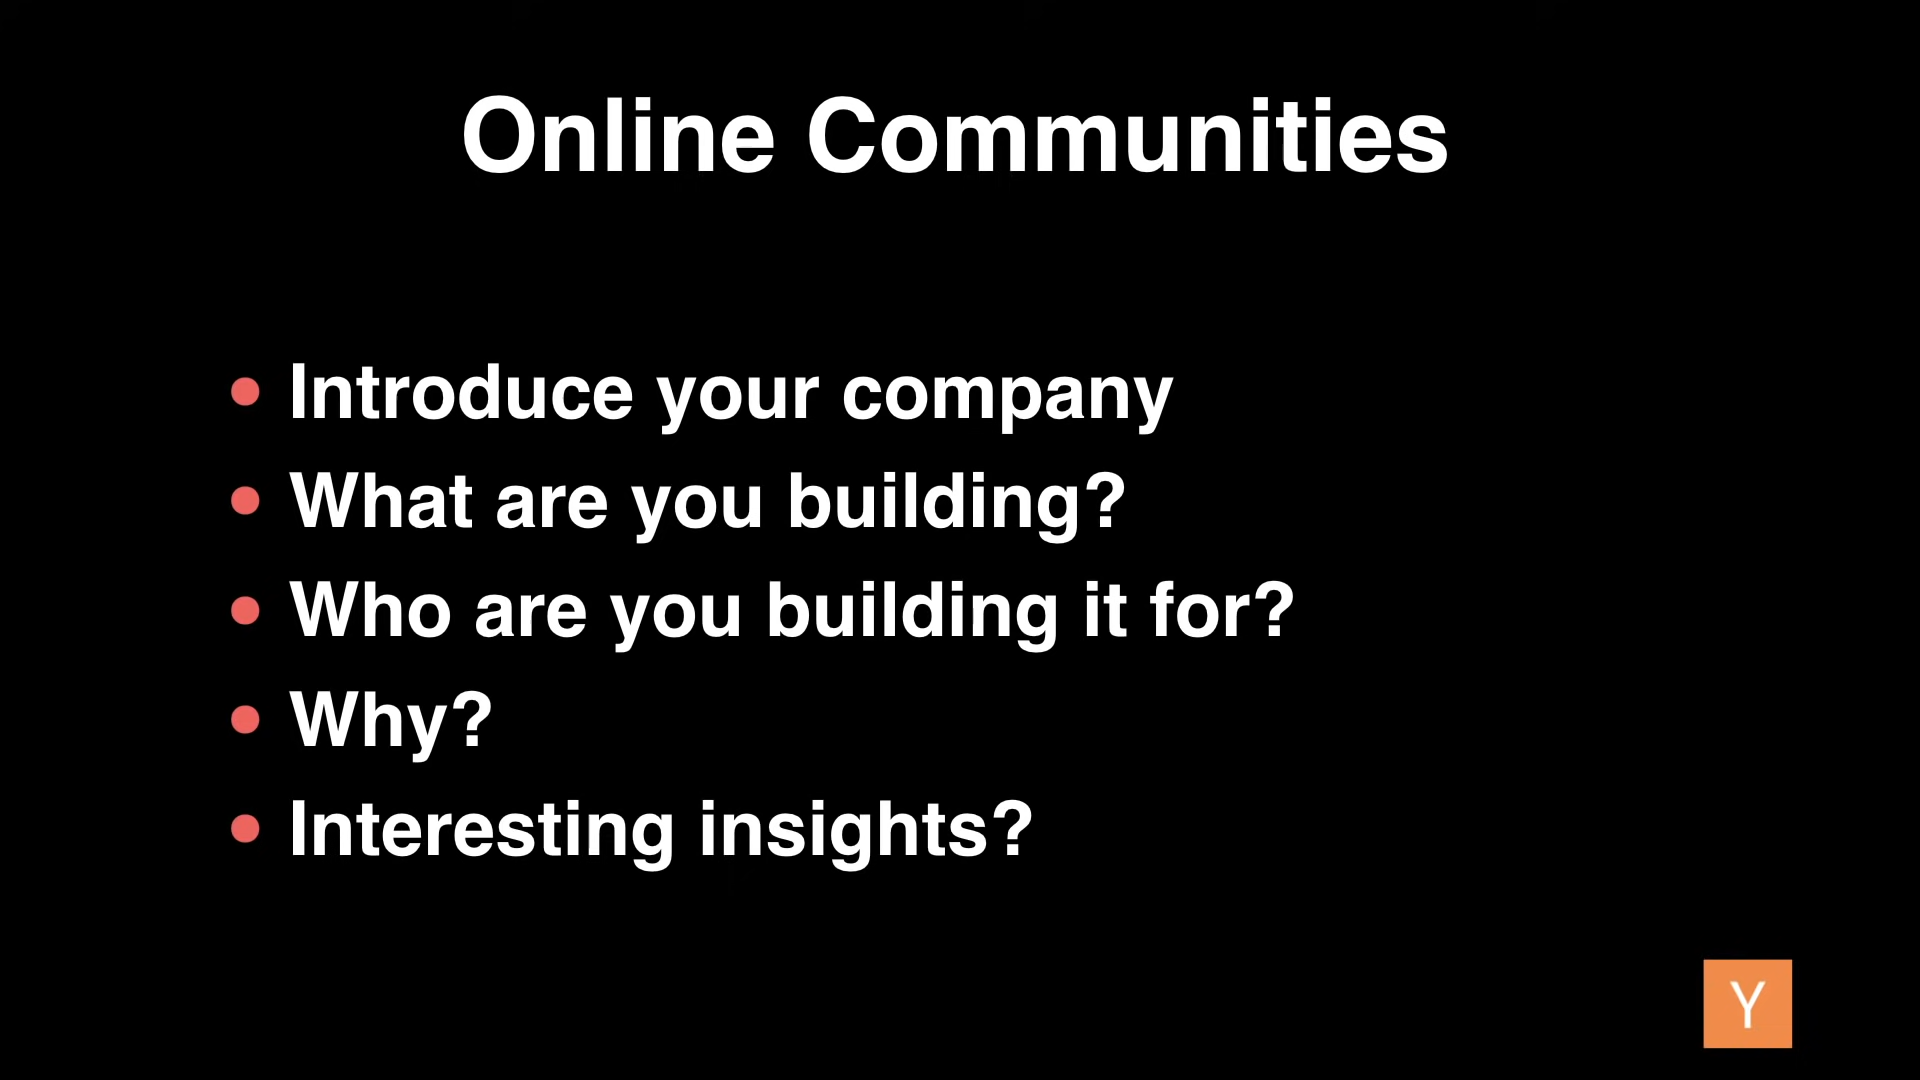 Online Communities
Introduce your company
What are you building?
Who are you building it for?
Why?
Interesting insights?
Y